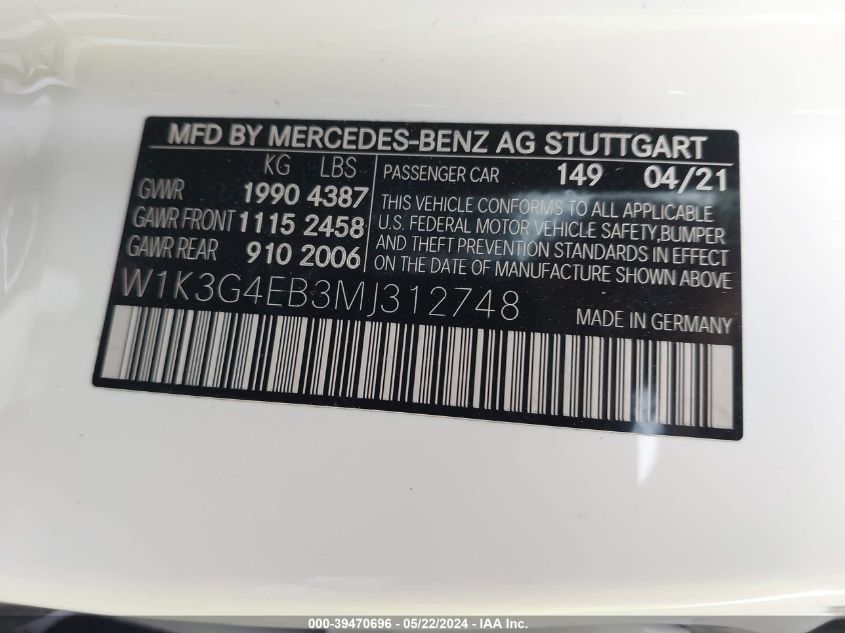 MFD BY MERCEDES-BENZ AG STUTTGART
KG LBS
GVWR 1990 4387
GAWR FRONT 1115 2458
GAWR REAR 910 2006
PASSENGER CAR 149 04/21
THIS VEHICLE CONFORMS TO ALL APPLICABLE
U.S. FEDERAL MOTOR VEHICLE SAFETY,BUMPER
AND THEFT PREVENTION STANDARDS IN EFFECT
ON THE DATE OF MANUFACTURE SHOWN ABOVE
W1K3G4EB3MJ312748
MADE IN GERMANY
000-39470696 - 05/22/2024 - IAA Inc.